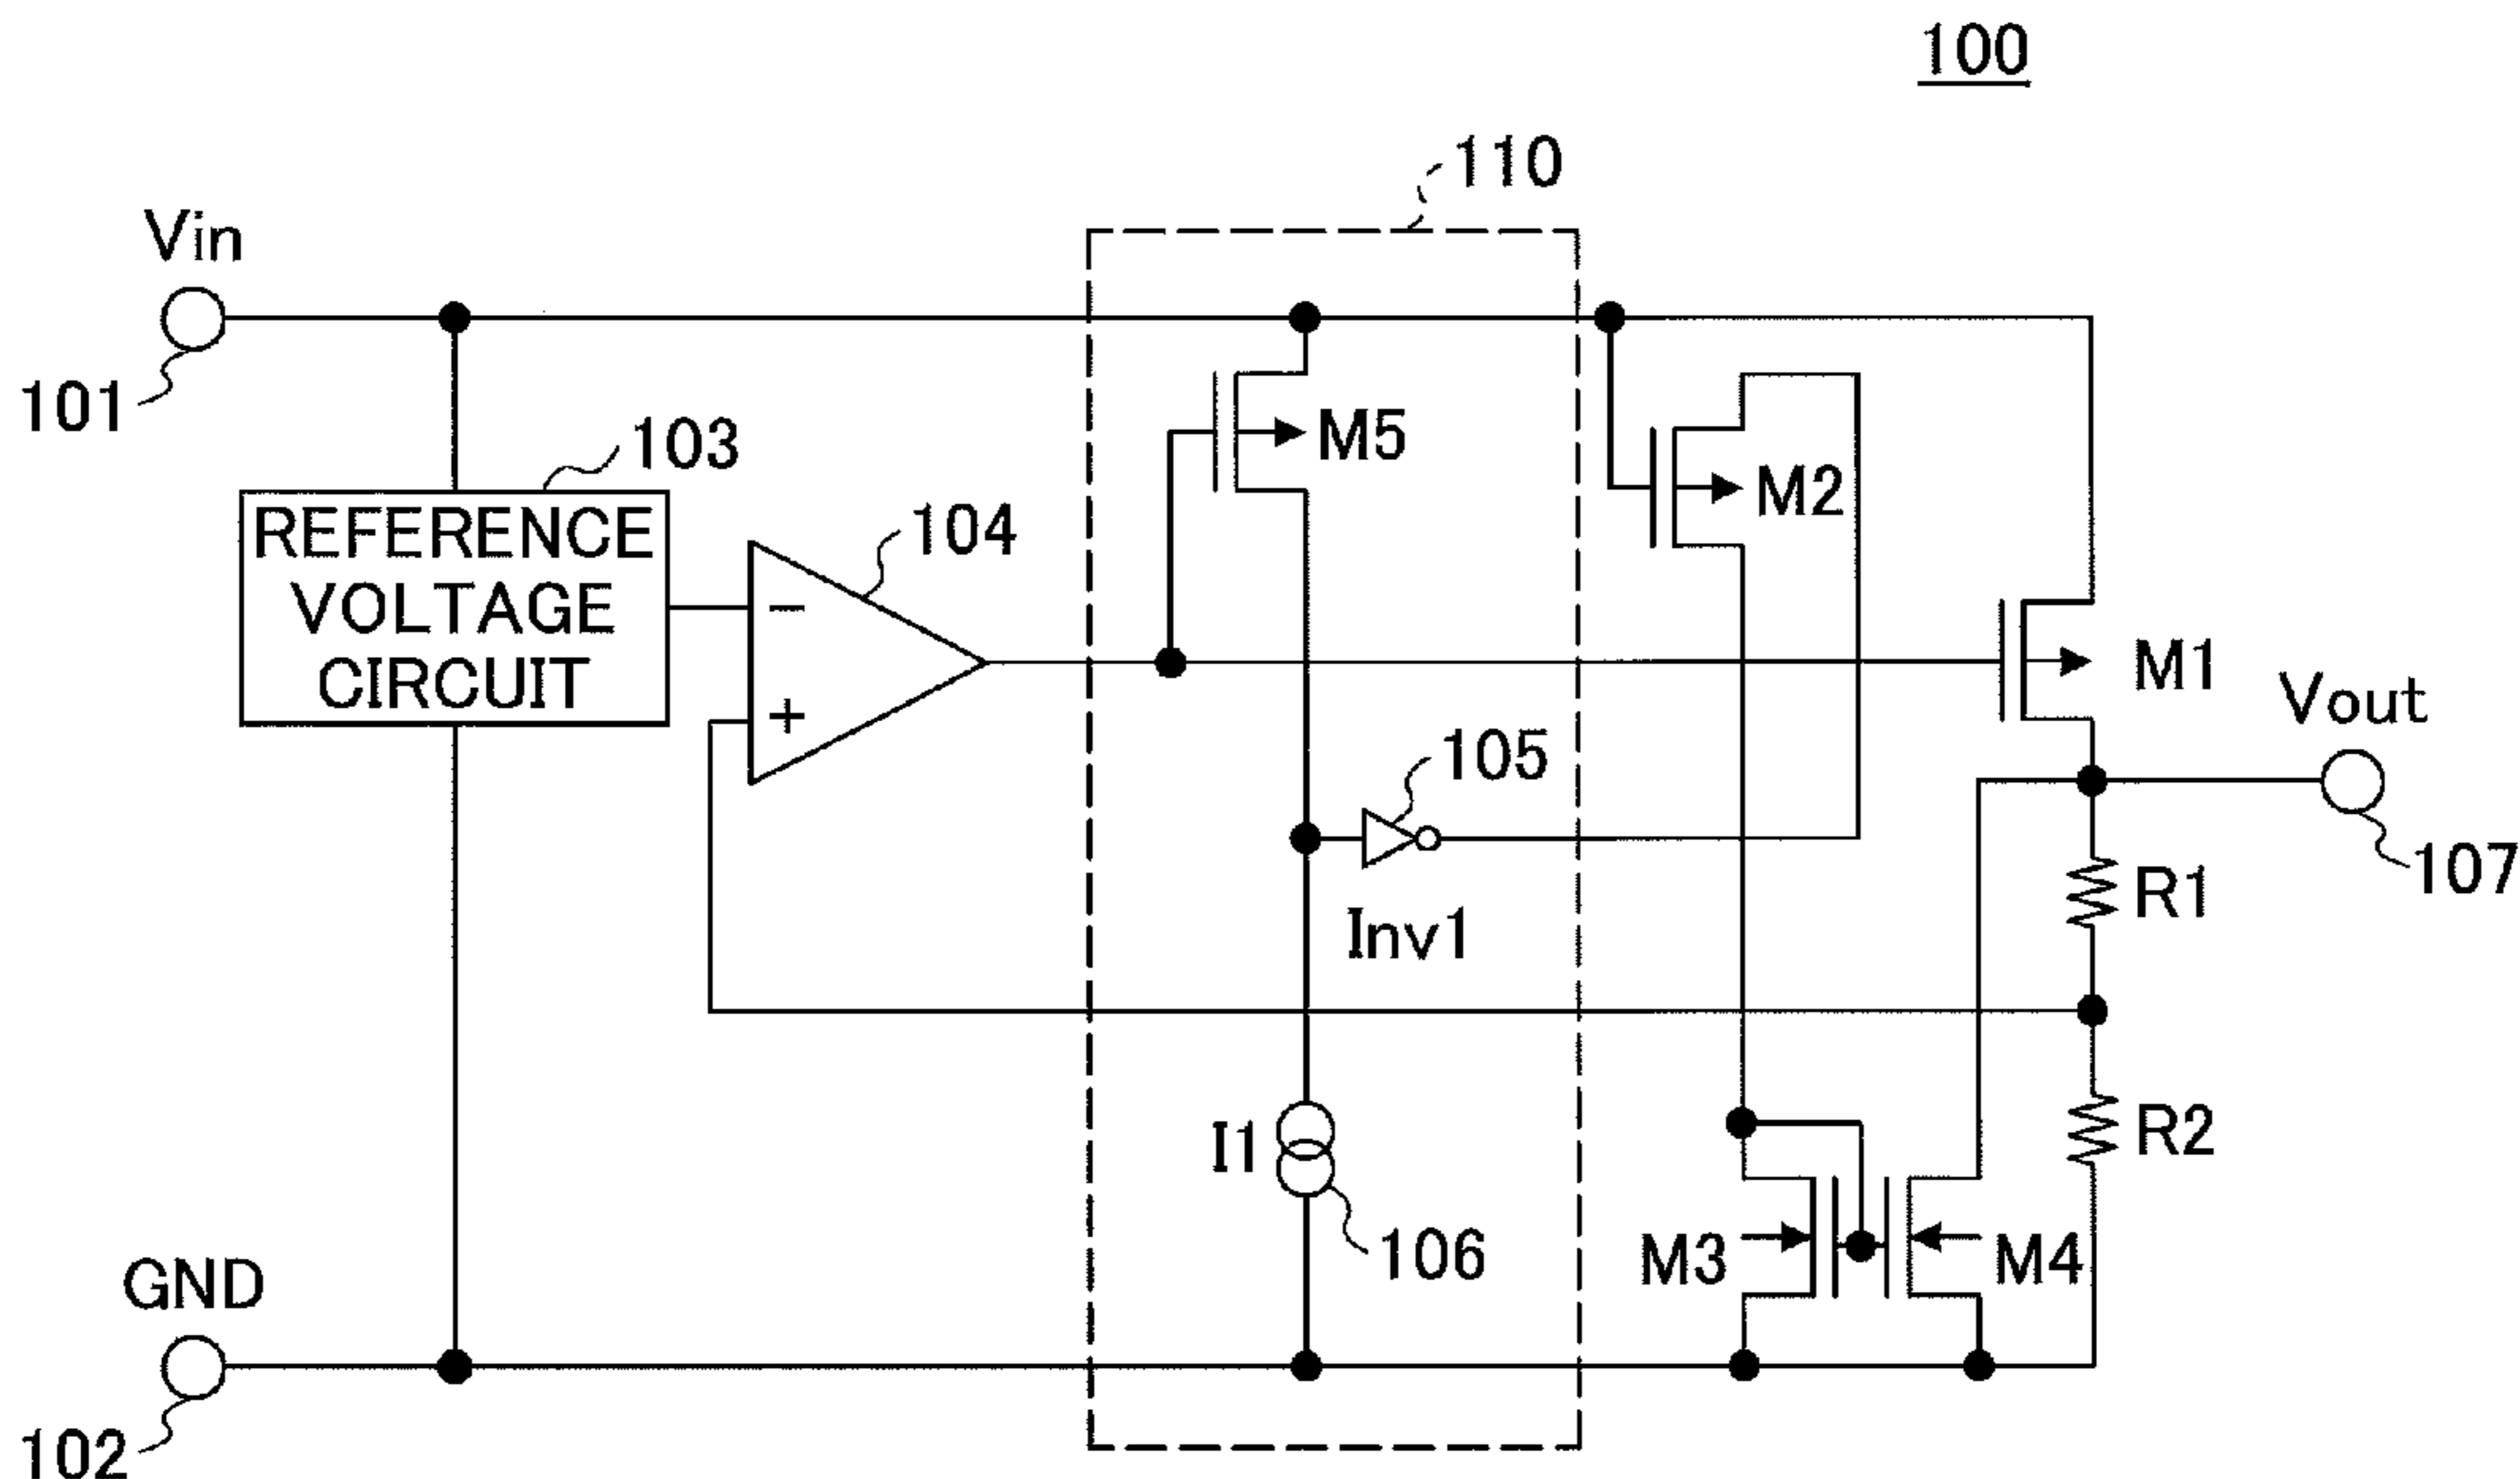 100
110
Vin
101
103
M5
M2
REFERENCE
VOLTAGE
CIRCUIT
104
−
+
M1
Vout
105
107
R1
Inv1
I1
R2
106
M3
M4
GND
102